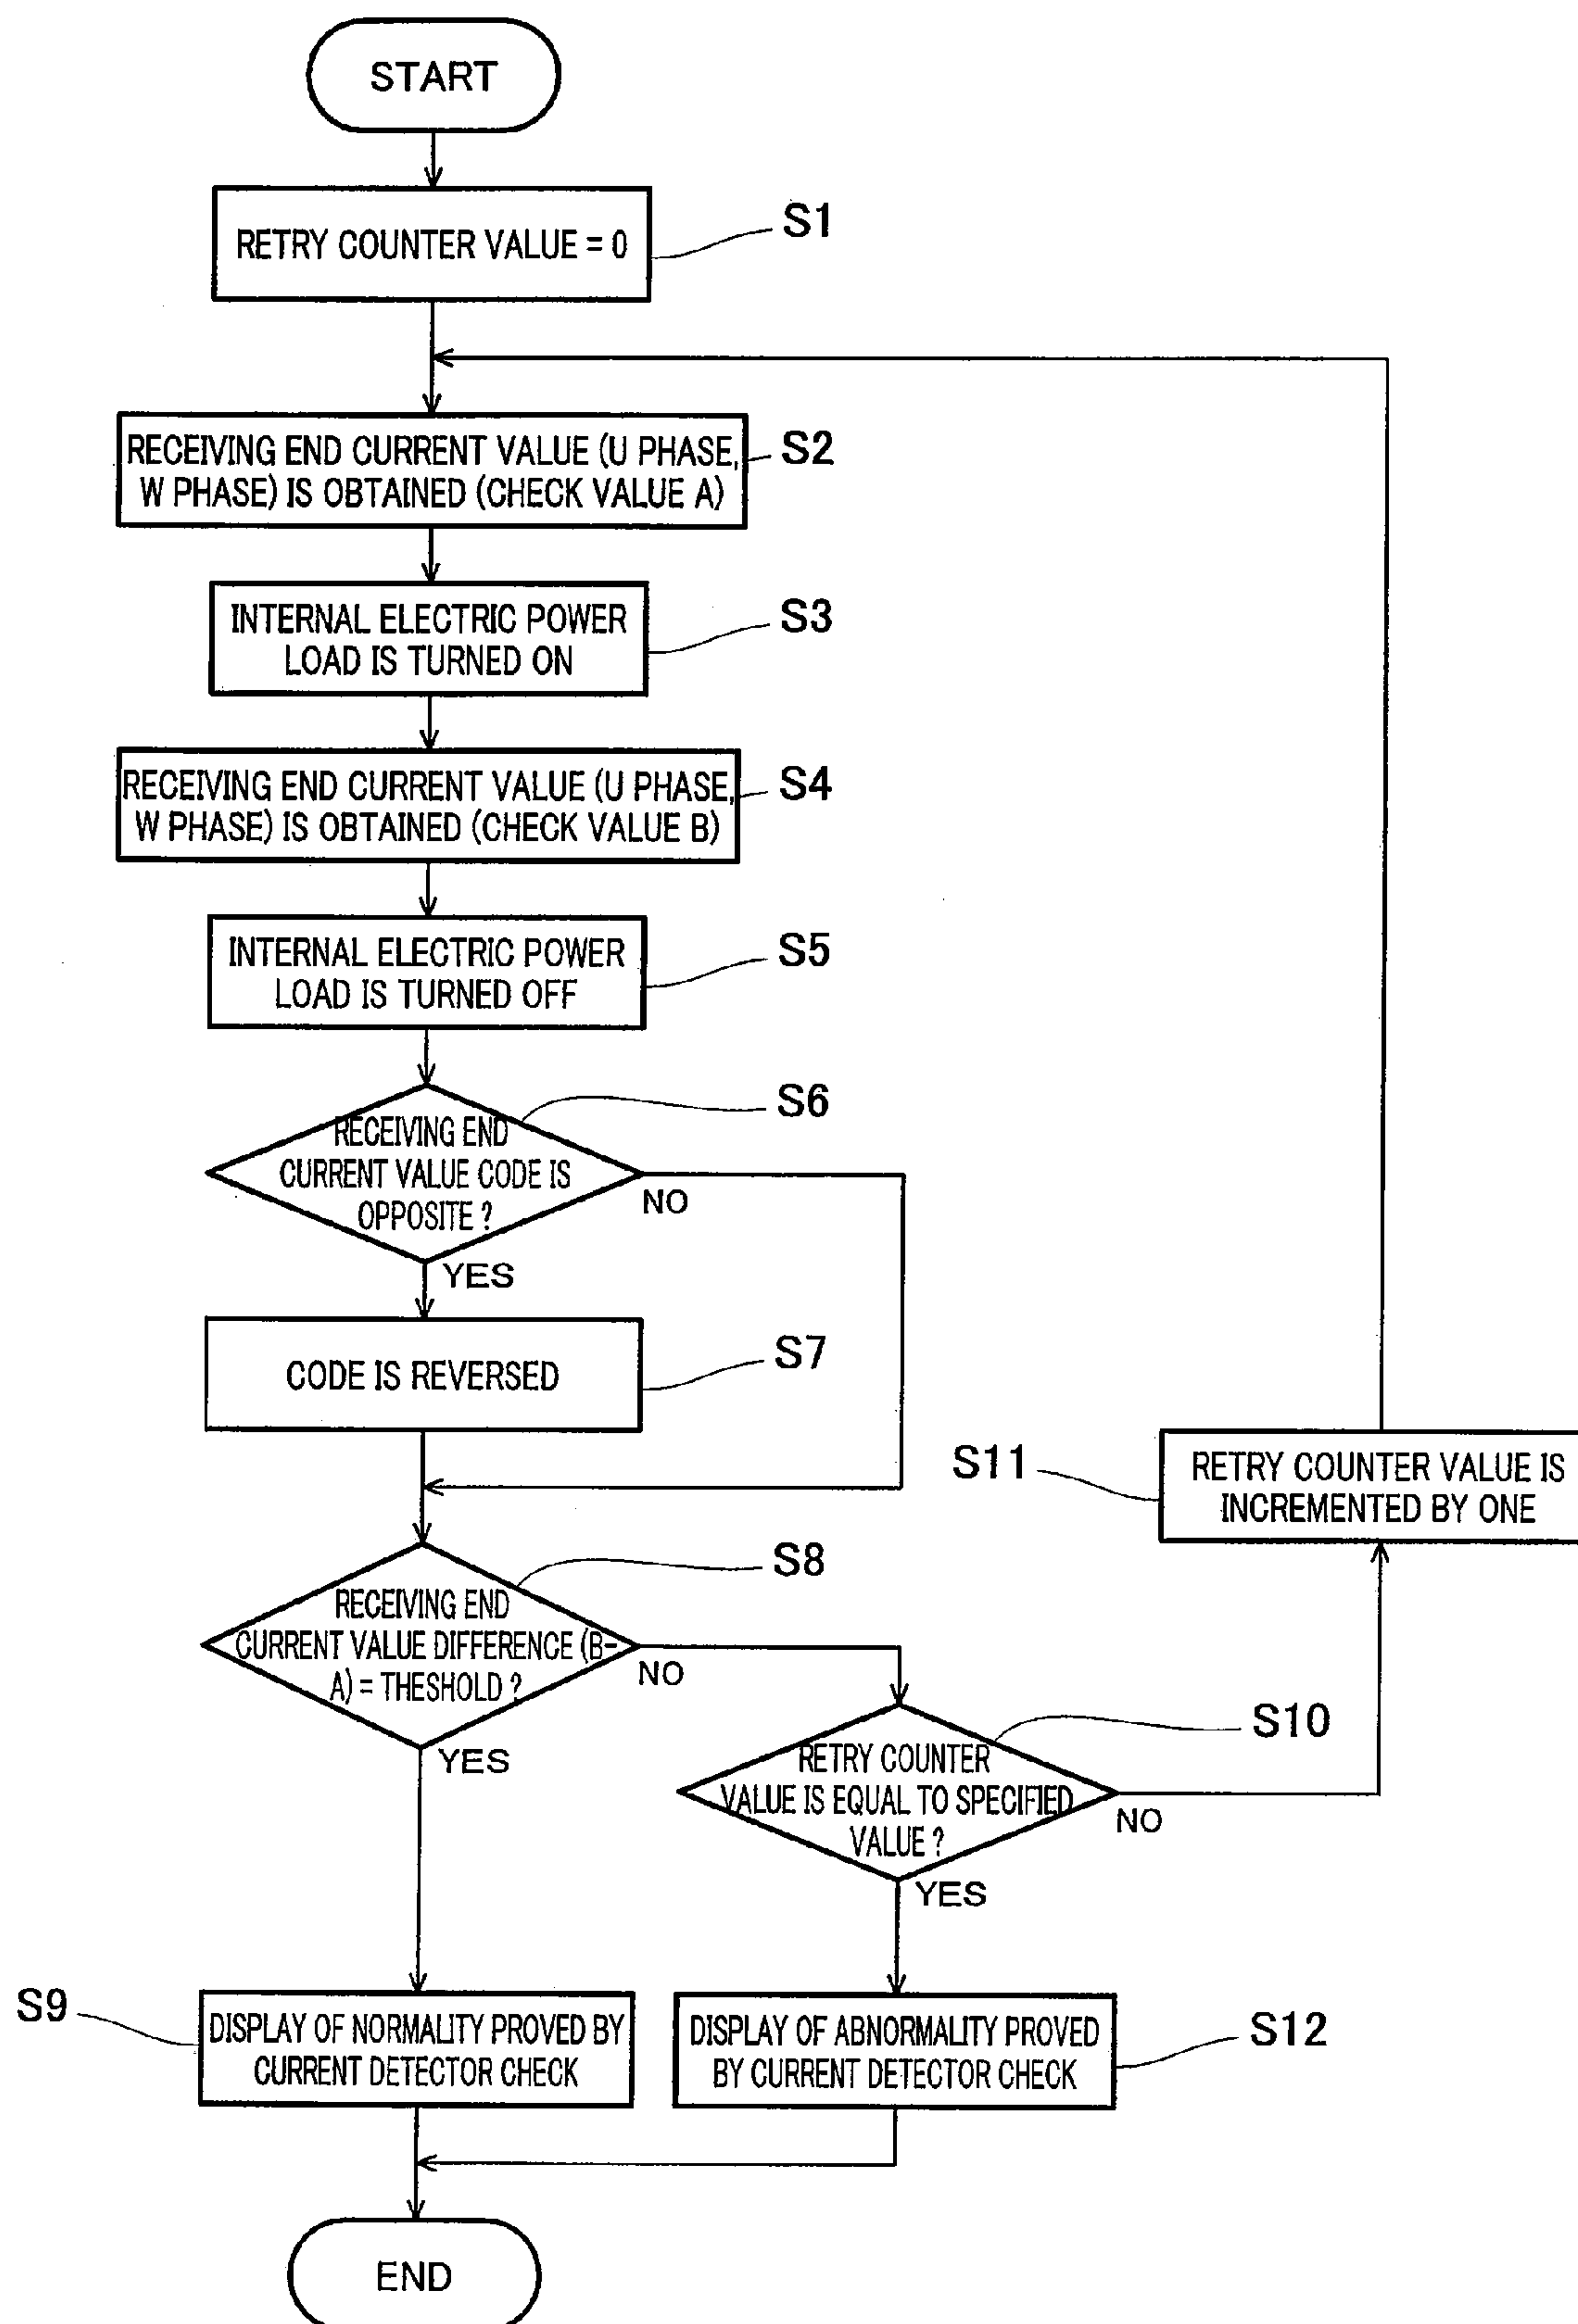 START
RETRY COUNTER VALUE = 0
S1
RECEIVING END CURRENT VALUE (U PHASE,
W PHASE) IS OBTAINED (CHECK VALUE A)
S2
INTERNAL ELECTRIC POWER
LOAD IS TURNED ON
S3
RECEIVING END CURRENT VALUE (U PHASE,
W PHASE) IS OBTAINED (CHECK VALUE B)
S4
INTERNAL ELECTRIC POWER
LOAD IS TURNED OFF
S5
RECEIVING END
CURRENT VALUE CODE IS
OPPOSITE ?
S6
NO
YES
CODE IS REVERSED
S7
RECEIVING END
CURRENT VALUE DIFFERENCE (B-
A) = THESHOLD ?
S8
NO
YES
RETRY COUNTER
VALUE IS EQUAL TO SPECIFIED
VALUE ?
S10
NO
YES
S11
RETRY COUNTER VALUE IS
INCREMENTED BY ONE
S9
DISPLAY OF NORMALITY PROVED BY
CURRENT DETECTOR CHECK
DISPLAY OF ABNORMALITY PROVED
BY CURRENT DETECTOR CHECK
S12
END